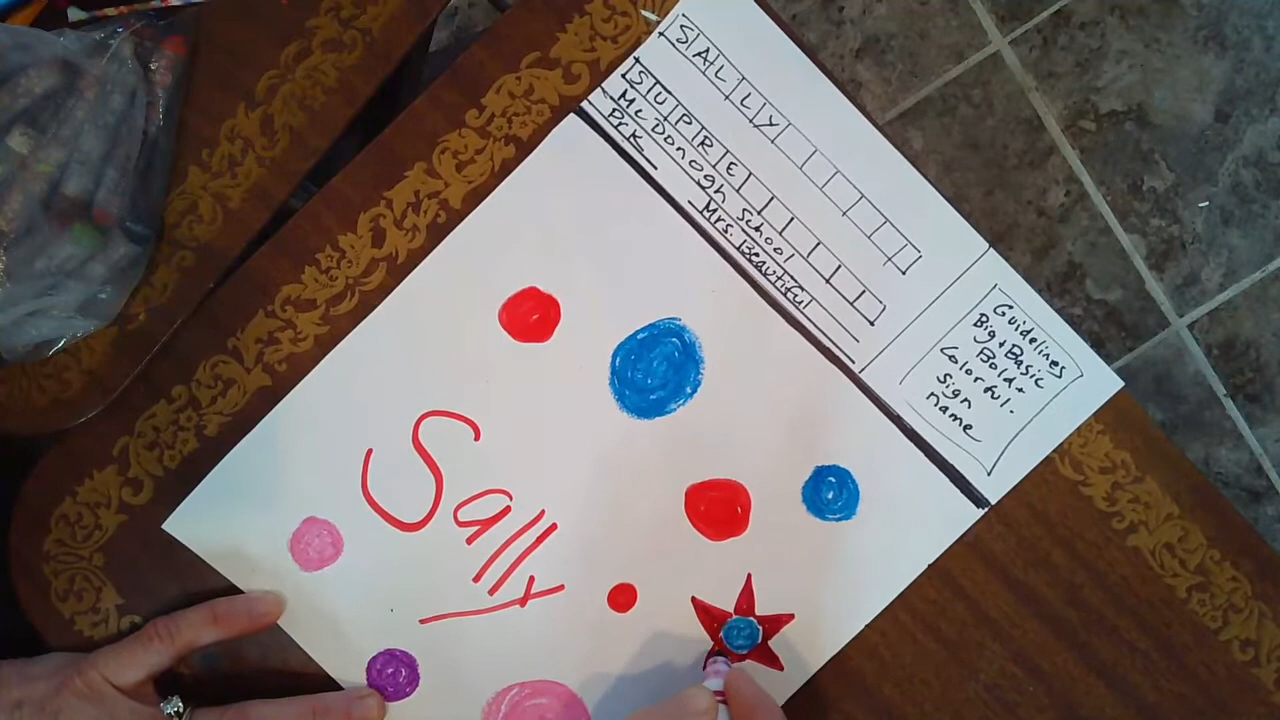 SALLY
SUPRE
McDonogh School
PrK Mrs. Beautiful
Guidelines
Big + Basic
Bold +
Colorful.
Sign
name
Sally